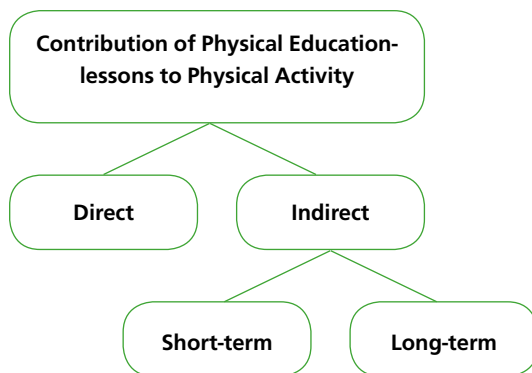 Contribution of Physical Education-
lessons to Physical Activity
Direct
Indirect
Short-term
Long-term